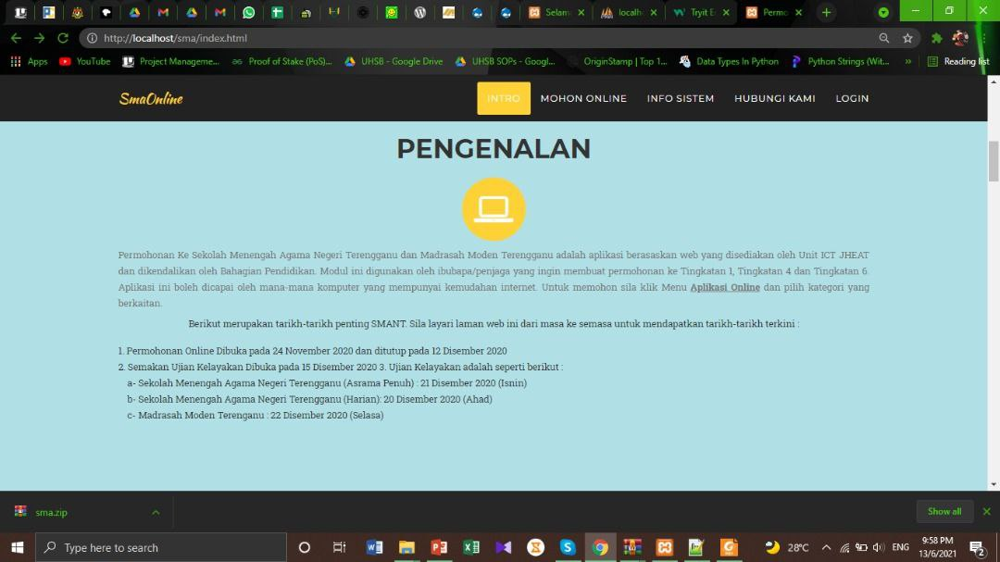 Selam
localh
Tryit E
Permo
http://localhost/sma/index.html
Apps
YouTube
Project Manageme...
Proof of Stake (PoS)...
UHSB - Google Drive
UHSB SOPs - Googl...
OriginStamp | Top 1...
Data Types In Python
Python Strings (Wit...
»
Reading list
SmaOnline
INTRO
MOHON ONLINE
INFO SISTEM
HUBUNGI KAMI
LOGIN
PENGENALAN
Permohonan Ke Sekolah Menengah Agama Negeri Terengganu dan Madrasah Moden Terengganu adalah aplikasi berasaskan web yang disediakan oleh Unit ICT JHEAT
dan dikendalikan oleh Bahagian Pendidikan. Modul ini digunakan oleh ibubapa/penjaga yang ingin membuat permohonan ke Tingkatan 1, Tingkatan 4 dan Tingkatan 6.
Aplikasi ini boleh dicapai oleh mana-mana komputer yang mempunyai kemudahan internet. Untuk memohon sila klik Menu Aplikasi Online dan pilih kategori yang
berkaitan.
Berikut merupakan tarikh-tarikh penting SMANT. Sila layari laman web ini dari masa ke semasa untuk mendapatkan tarikh-tarikh terkini :
1. Permohonan Online Dibuka pada 24 November 2020 dan ditutup pada 12 Disember 2020
2. Semakan Ujian Kelayakan Dibuka pada 15 Disember 2020 3. Ujian Kelayakan adalah seperti berikut :
a- Sekolah Menengah Agama Negeri Terengganu (Asrama Penuh) : 21 Disember 2020 (Isnin)
b- Sekolah Menengah Agama Negeri Terengganu (Harian): 20 Disember 2020 (Ahad)
c- Madrasah Moden Terenganu : 22 Disember 2020 (Selasa)
sma.zip
Show all
Type here to search
28°C
ENG
9:58 PM
13/6/2021
2